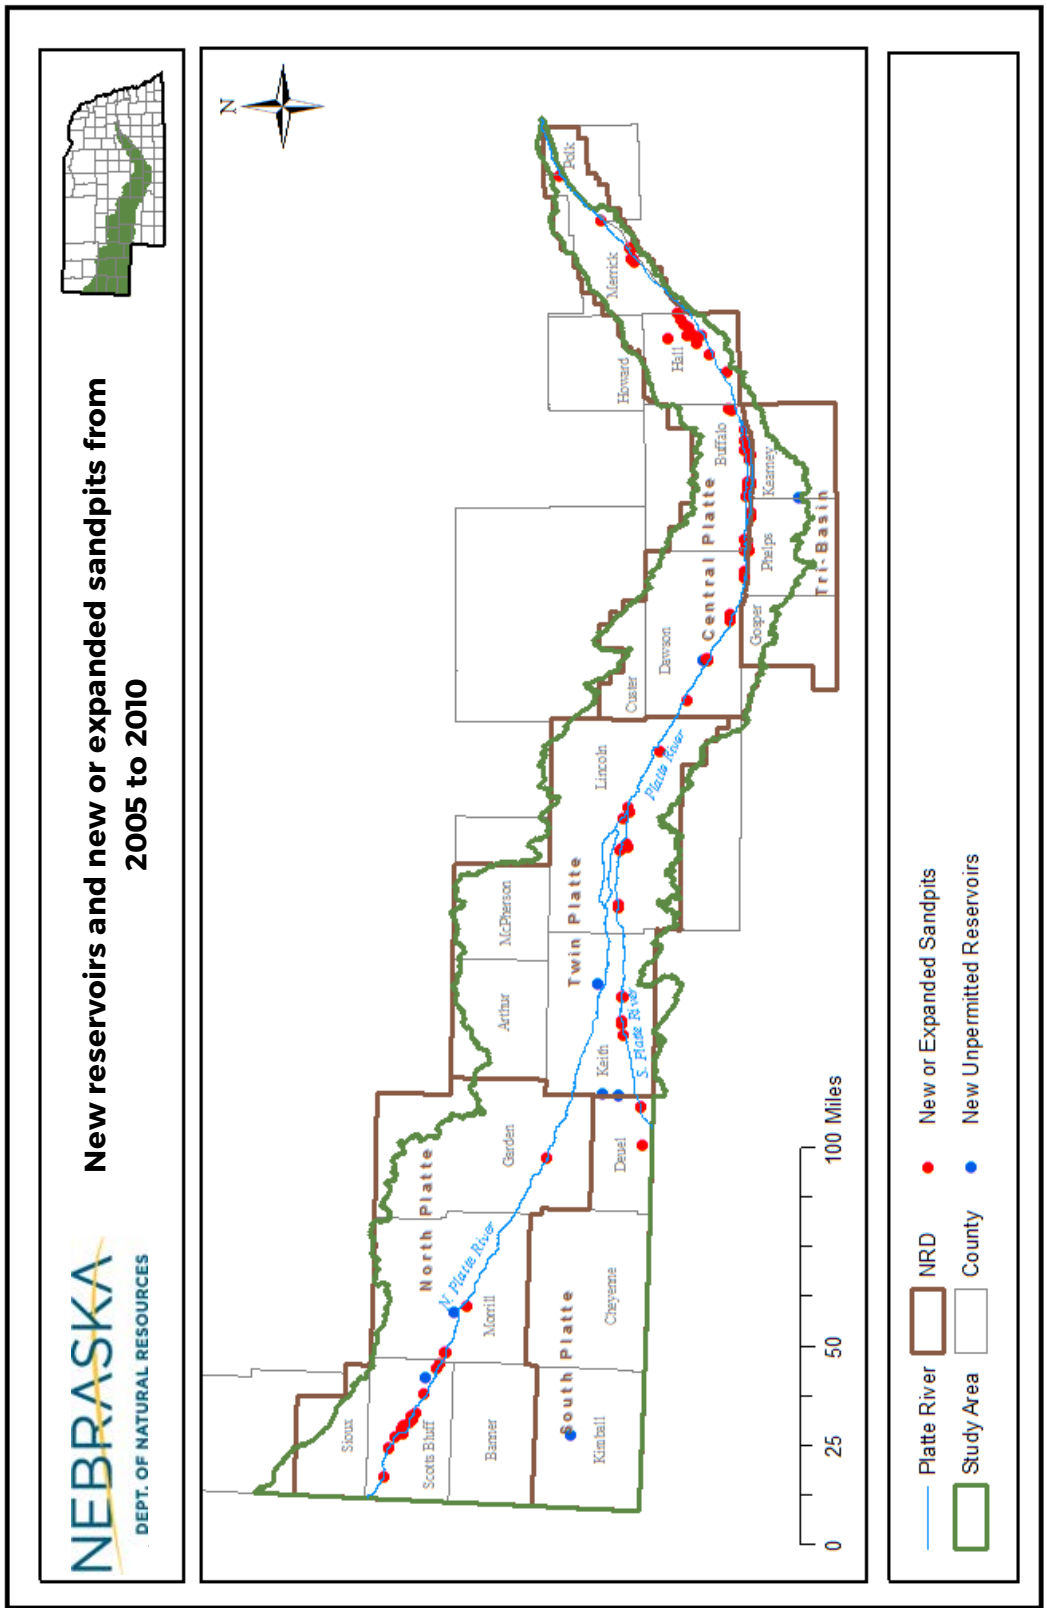 NEBRASKA
DEPT. OF NATURAL RESOURCES
New reservoirs and new or expanded sandpits from
2005 to 2010
N
Sioux
Scotts Bluff
Banner
Kimball
South Platte
Cheyenne
Morrill
N. Platte River
North Platte
Garden
Deuel
Keith
S. Platte River
Arthur
McPherson
Twin Platte
Lincoln
Platte River
Custer
Dawson
Central Platte
Gosper
Phelps
Tri-Basin
Kearney
Buffalo
Howard
Hall
Merrick
Polk
0 25 50 100 Miles
Platte River
NRD
New or Expanded Sandpits
Study Area
County
New Unpermitted Reservoirs